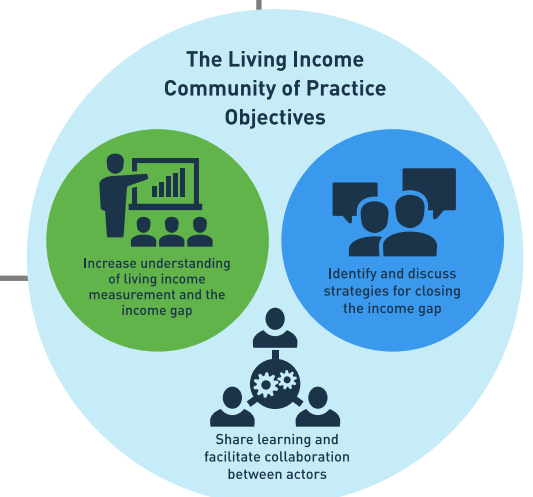 The Living Income
Community of Practice
Objectives
Increase understanding
of living income
measurement and the
income gap
Identify and discuss
strategies for closing
the income gap
Share learning and
facilitate collaboration
between actors